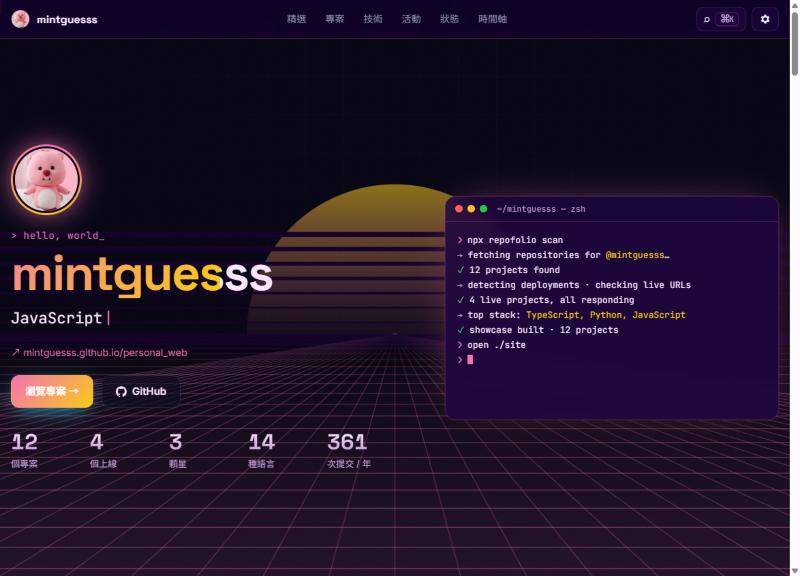 mintguesss
精選 專案 技術 活動 狀態 時間軸
⌘K
> hello, world_
mintguesss
JavaScript|
↗ mintguesss.github.io/personal_web
瀏覽專案 →
GitHub
12 4 3 14 361
個專案 個上線 顆星 種語言 次提交 / 年
~/mintguesss — zsh
❯ npx repofolio scan
→ fetching repositories for @mintguesss…
✓ 12 projects found
→ detecting deployments · checking live URLs
✓ 4 live projects, all responding
→ top stack: TypeScript, Python, JavaScript
✓ showcase built · 12 projects
❯ open ./site
❯